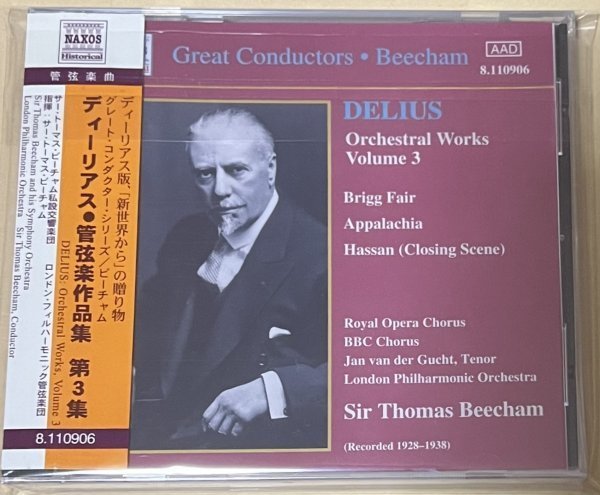 NAXOS
Historical
管弦楽曲
ディーリアス版、「新世界から」の贈り物
グレート・コンダクター・シリーズ/ビーチャム
ディーリアス●管弦楽作品集 第3集
DELIUS: Orchestral Works, Volume 3
サー・トーマス・ビーチャム私設交響楽団 ロンドン・フィルハーモニック管弦楽団
指揮:サー・トーマス・ビーチャム
Sir Thomas Beecham and his Symphony Orchestra
London Philharmonic Orchestra Sir Thomas Beecham, Conductor
8.110906
Great Conductors • Beecham
AAD
8.110906
DELIUS
Orchestral Works
Volume 3
Brigg Fair
Appalachia
Hassan (Closing Scene)
Royal Opera Chorus
BBC Chorus
Jan van der Gucht, Tenor
London Philharmonic Orchestra
Sir Thomas Beecham
(Recorded 1928–1938)